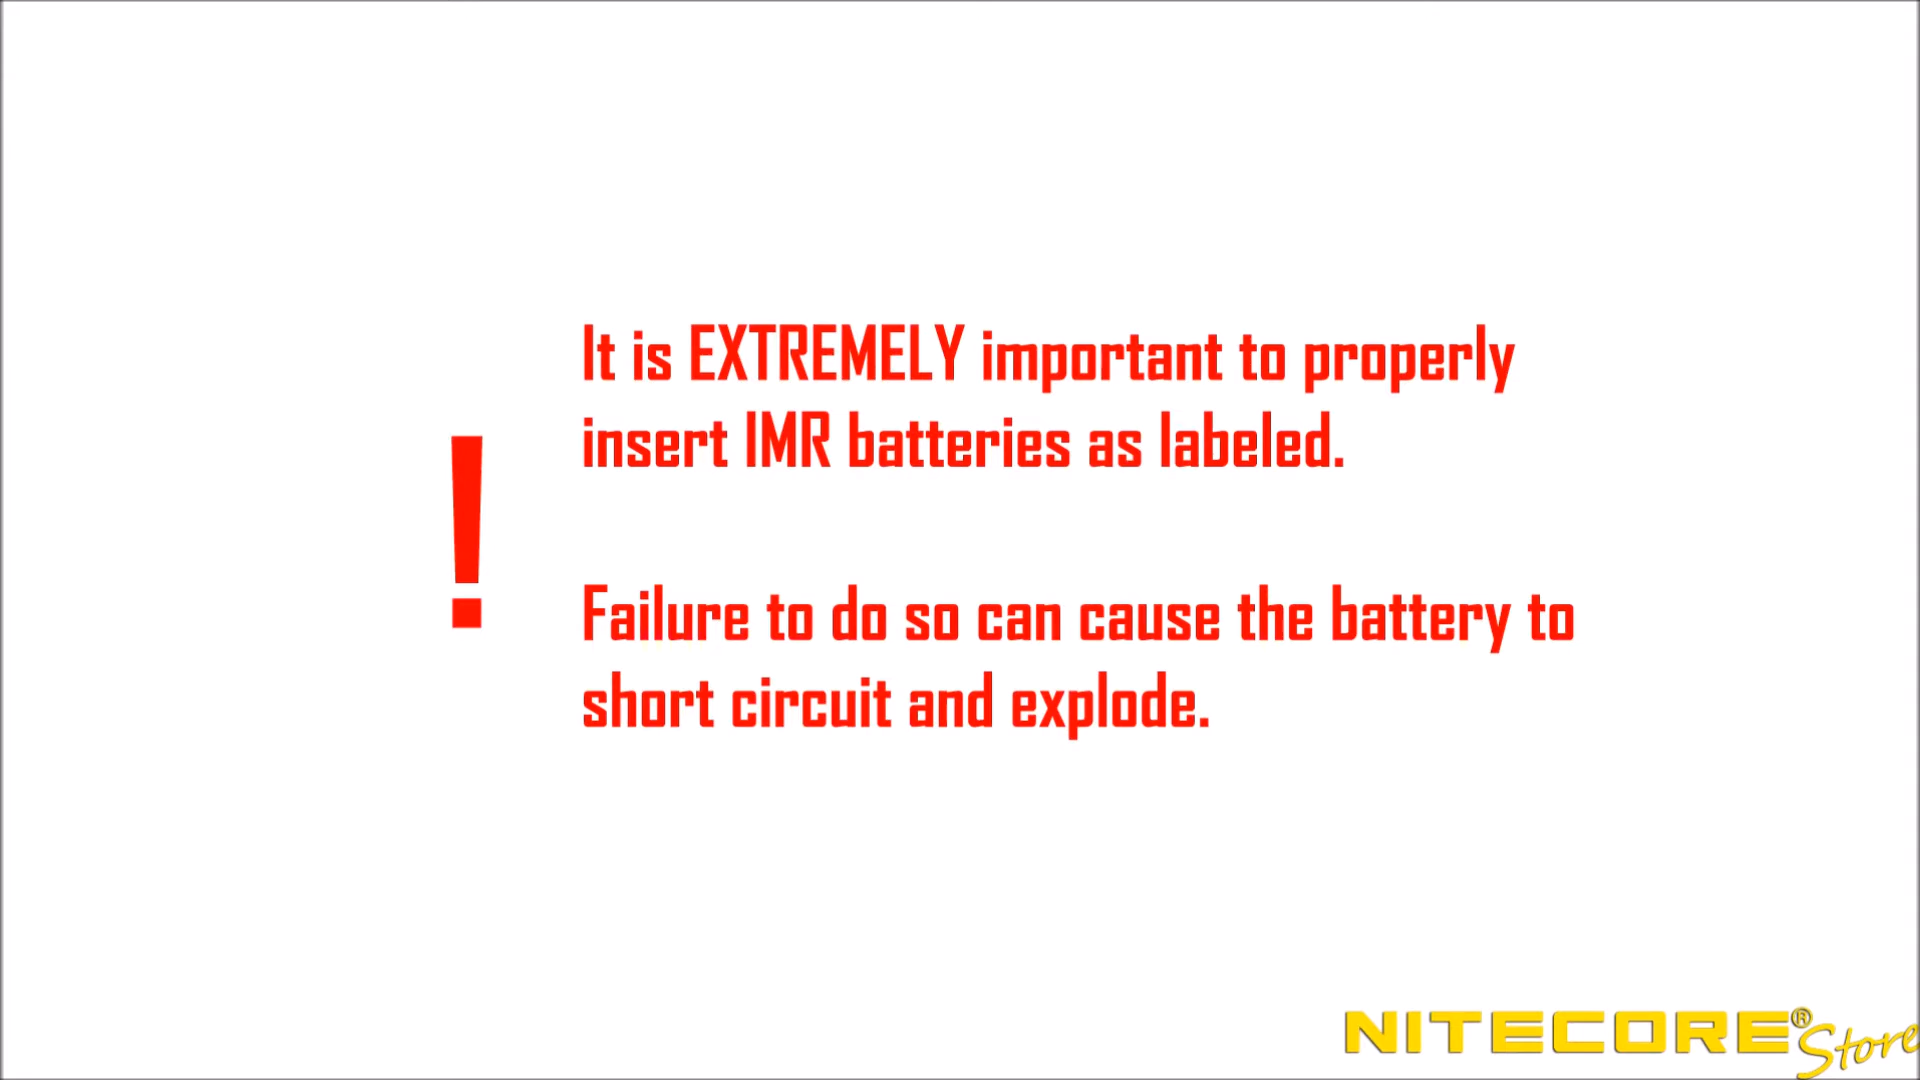 It is EXTREMELY important to properly
insert IMR batteries as labeled.
!
Failure to do so can cause the battery to
short circuit and explode.
NITECORE® Store